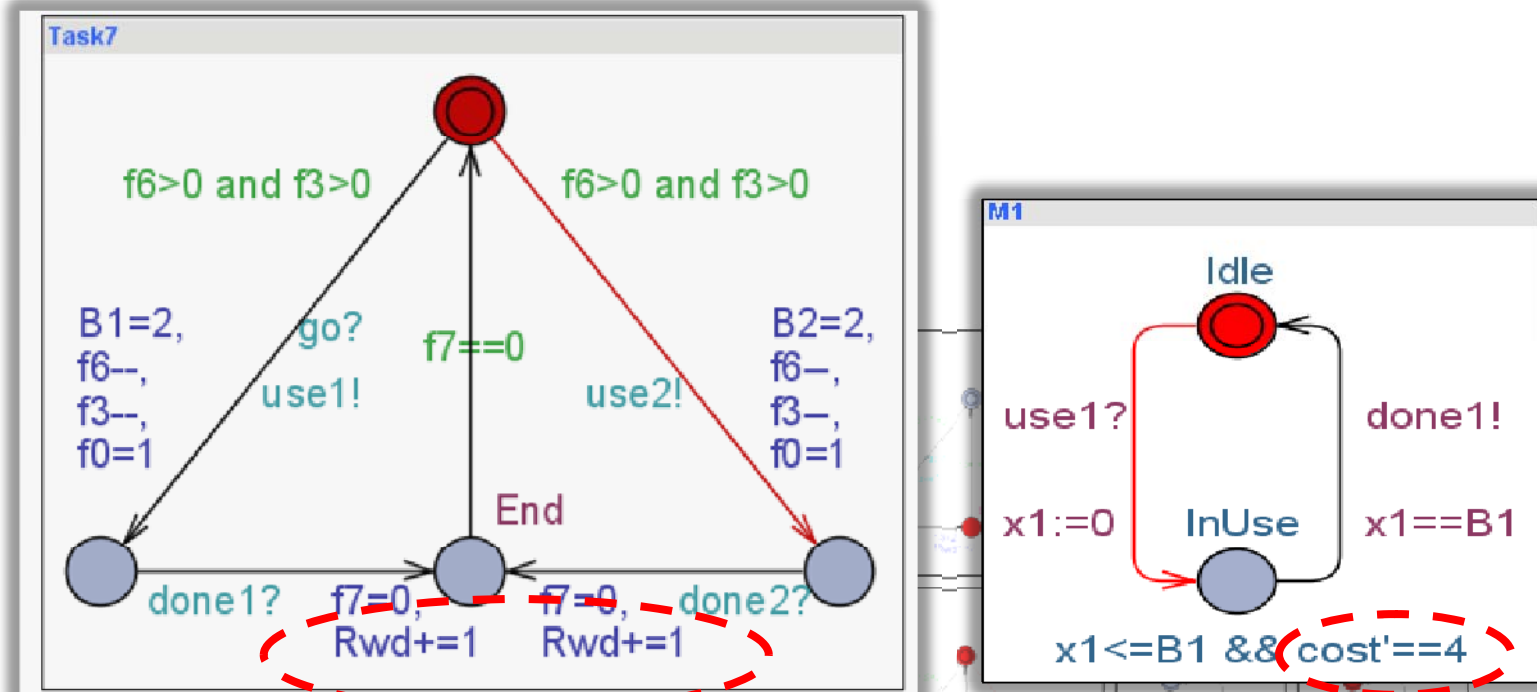 Task7
f6>0 and f3>0
f6>0 and f3>0
B1=2,
f6--,
f3--,
f0=1
go?
use1!
f7==0
use2!
B2=2,
f6--,
f3--,
f0=1
End
done1?
f7=0,
Rwd+=1
f7=0,
Rwd+=1
done2?
M1
Idle
use1?
done1!
x1:=0
InUse
x1==B1
x1<=B1 && cost'==4